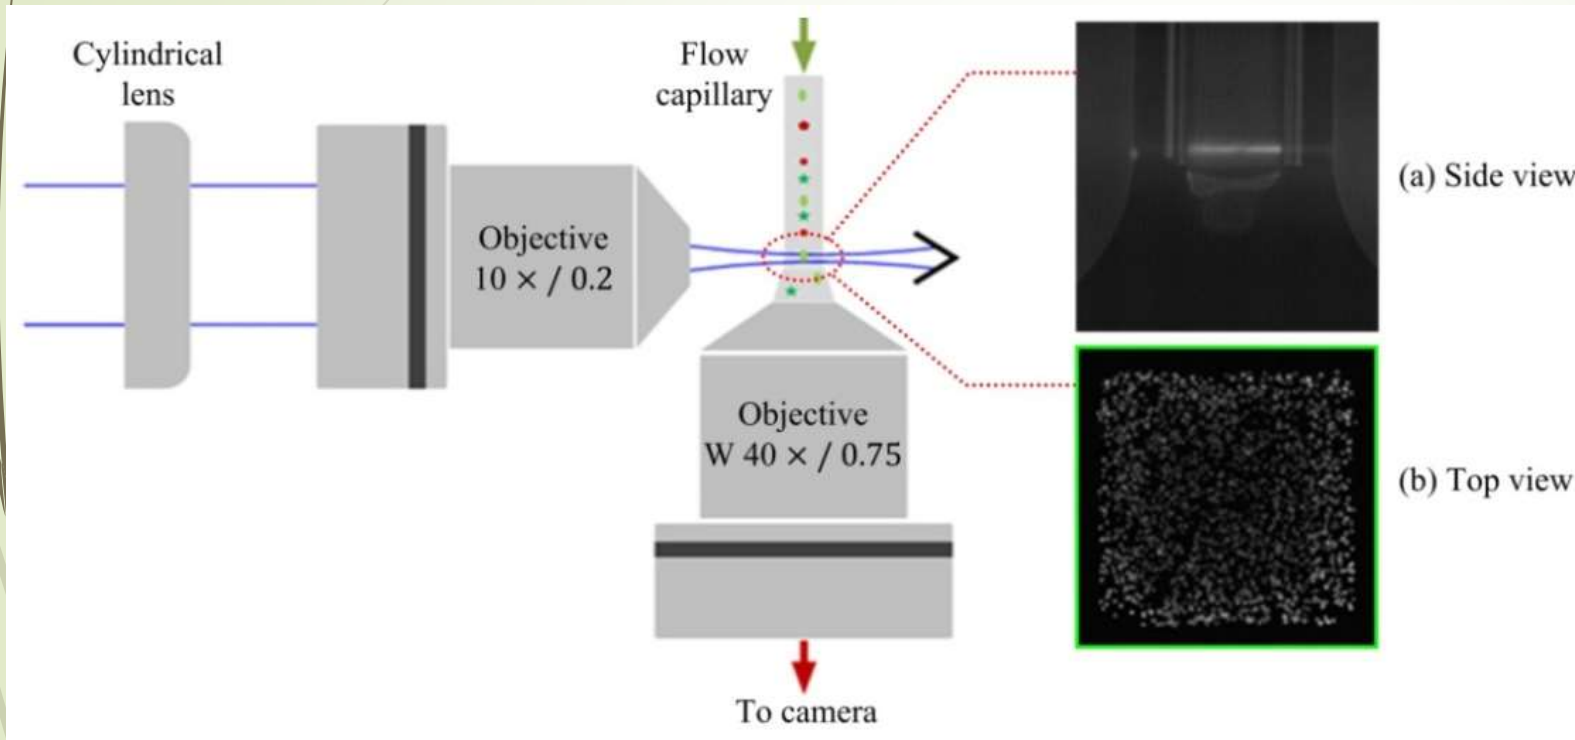 Cylindrical
lens
Flow
capillary
Objective
10 × / 0.2
Objective
W 40 × / 0.75
To camera
(a) Side view
(b) Top view